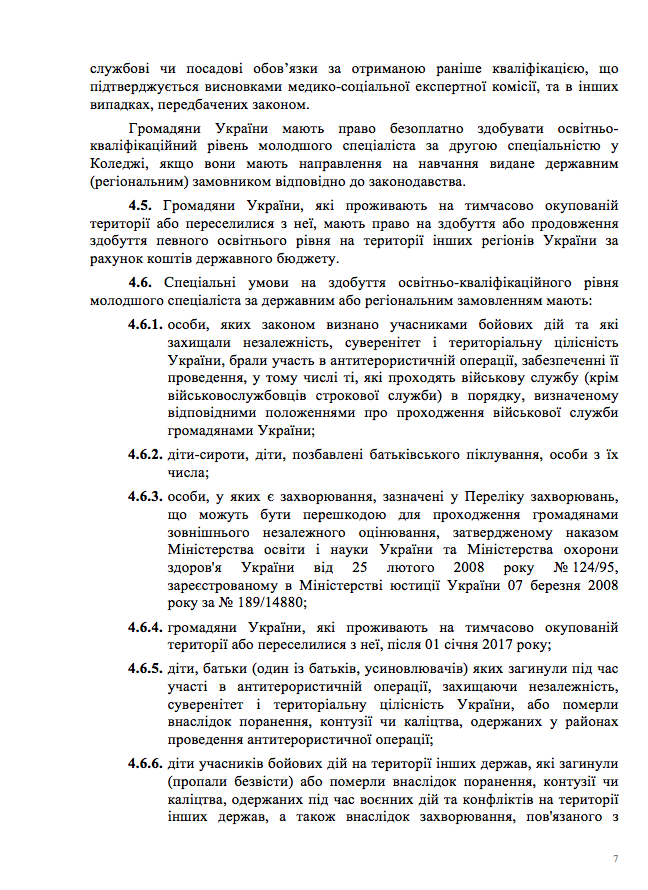 службові чи посадові обов’язки за отриманою раніше кваліфікацією, що
підтверджується висновками медико-соціальної експертної комісії, та в інших
випадках, передбачених законом.
Громадяни України мають право безоплатно здобувати освітньо-
кваліфікаційний рівень молодшого спеціаліста за другою спеціальністю у
Коледжі, якщо вони мають направлення на навчання видане державним
(регіональним) замовником відповідно до законодавства.
4.5. Громадяни України, які проживають на тимчасово окупованій
території або переселилися з неї, мають право на здобуття або продовження
здобуття певного освітнього рівня на території інших регіонів України за
рахунок коштів державного бюджету.
4.6. Спеціальні умови на здобуття освітньо-кваліфікаційного рівня
молодшого спеціаліста за державним або регіональним замовленням мають:
4.6.1. особи, яких законом визнано учасниками бойових дій та які
захищали незалежність, суверенітет і територіальну цілісність
України, брали участь в антитерористичній операції, забезпеченні її
проведення, у тому числі ті, які проходять військову службу (крім
військовослужбовців строкової служби) в порядку, визначеному
відповідними положеннями про проходження військової служби
громадянами України;
4.6.2. діти-сироти, діти, позбавлені батьківського піклування, особи з їх
числа;
4.6.3. особи, у яких є захворювання, зазначені у Переліку захворювань,
що можуть бути перешкодою для проходження громадянами
зовнішнього незалежного оцінювання, затвердженому наказом
Міністерства освіти і науки України та Міністерства охорони
здоров'я України від 25 лютого 2008 року № 124/95,
зареєстрованому в Міністерстві юстиції України 07 березня 2008
року за № 189/14880;
4.6.4. громадяни України, які проживають на тимчасово окупованій
території або переселилися з неї, після 01 січня 2017 року;
4.6.5. діти, батьки (один із батьків, усиновлювачів) яких загинули під час
участі в антитерористичній операції, захищаючи незалежність,
суверенітет і територіальну цілісність України, або померли
внаслідок поранення, контузії чи каліцтва, одержаних у районах
проведення антитерористичної операції;
4.6.6. діти учасників бойових дій на території інших держав, які загинули
(пропали безвісти) або померли внаслідок поранення, контузії чи
каліцтва, одержаних під час воєнних дій та конфліктів на території
інших держав, а також внаслідок захворювання, пов'язаного з
7